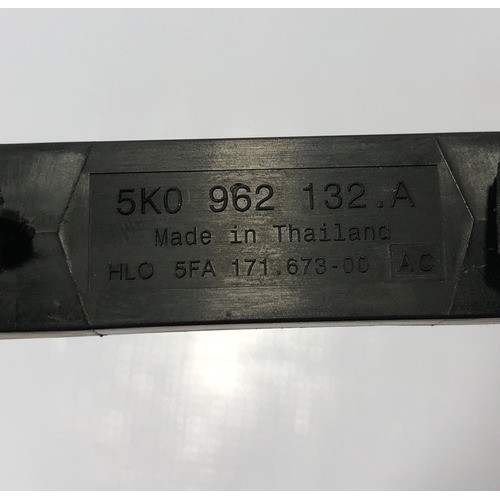 5K0 962 132.A
Made in Thailand
HLO 5FA 171.673-00 AC